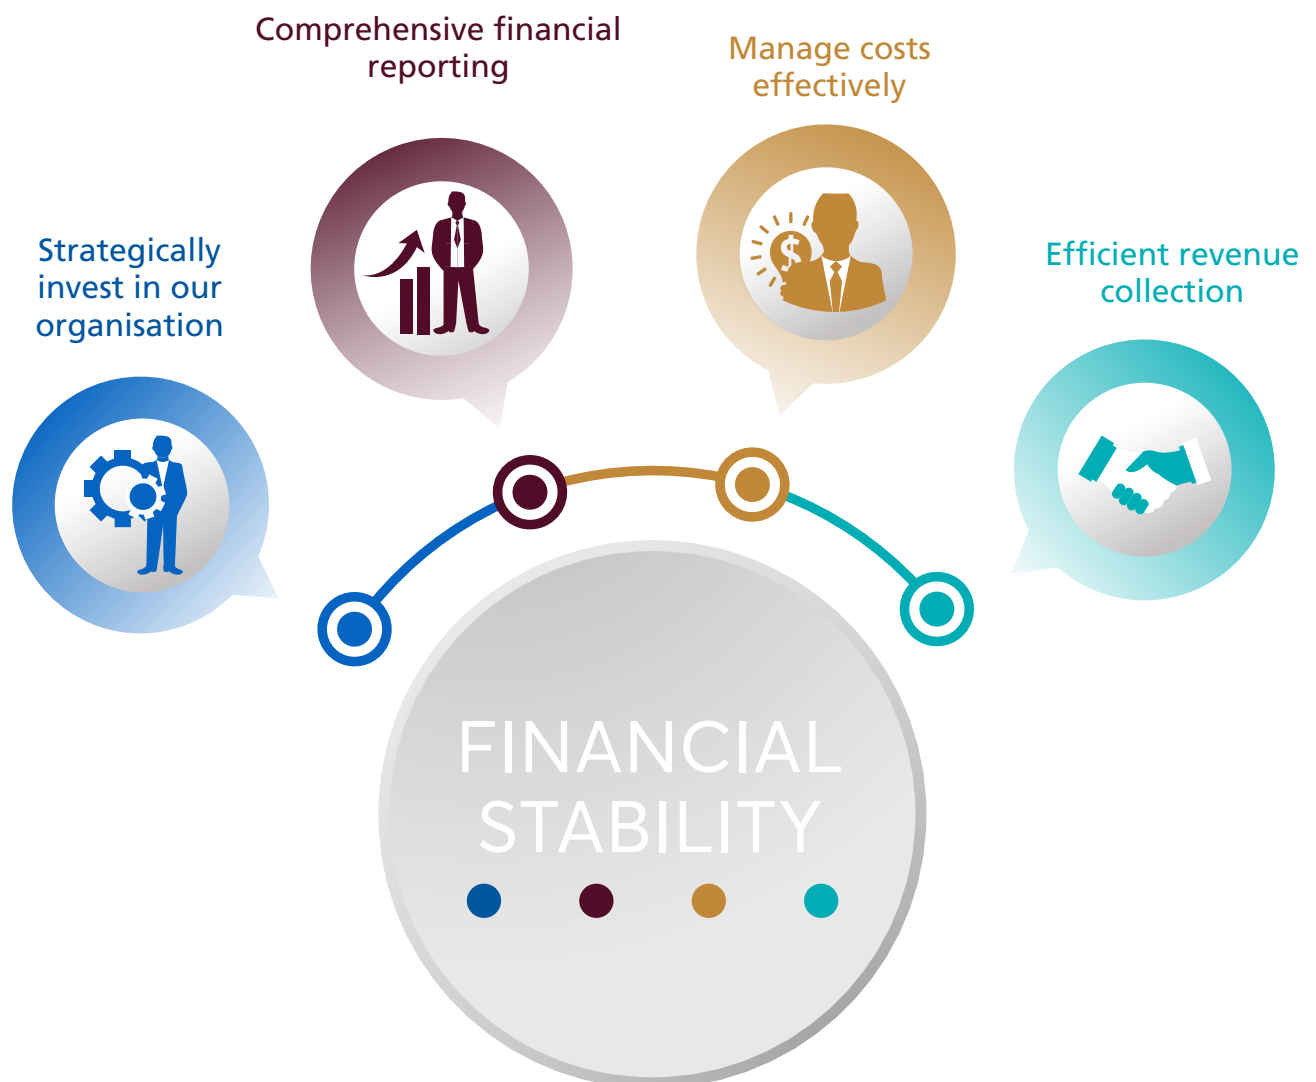 Comprehensive financial
reporting
Manage costs
effectively
Strategically
invest in our
organisation
Efficient revenue
collection
$
FINANCIAL
STABILITY